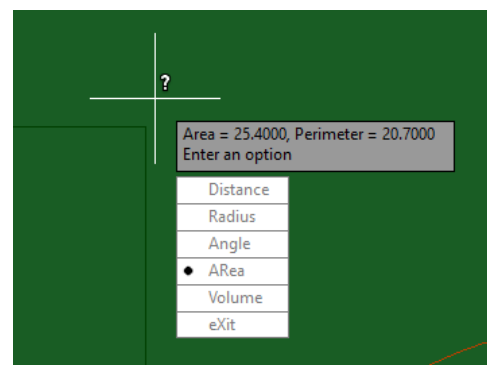 ?
Area = 25.4000, Perimeter = 20.7000
Enter an option
Distance
Radius
Angle
ARea
Volume
eXit